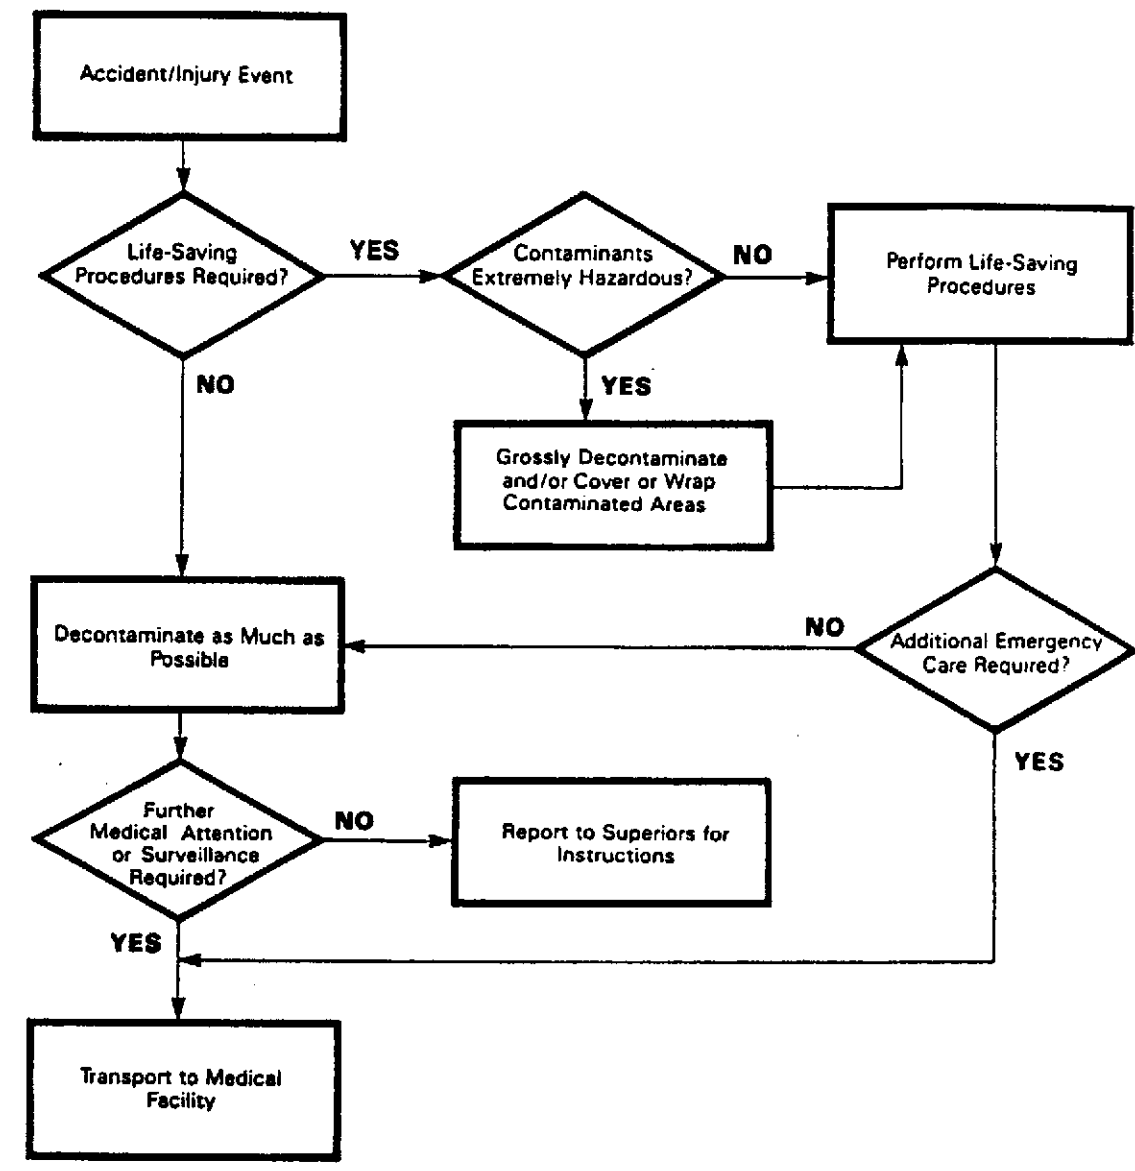 Accident/Injury Event
Life-Saving
Procedures Required?
YES
Contaminants
Extremely Hazardous?
NO
Perform Life-Saving
Procedures
NO
YES
Grossly Decontaminate
and/or Cover or Wrap
Contaminated Areas
Decontaminate as Much as
Possible
NO
Additional Emergency
Care Required?
YES
Further
Medical Attention
or Surveillance
Required?
NO
Report to Superiors for
Instructions
YES
Transport to Medical
Facility